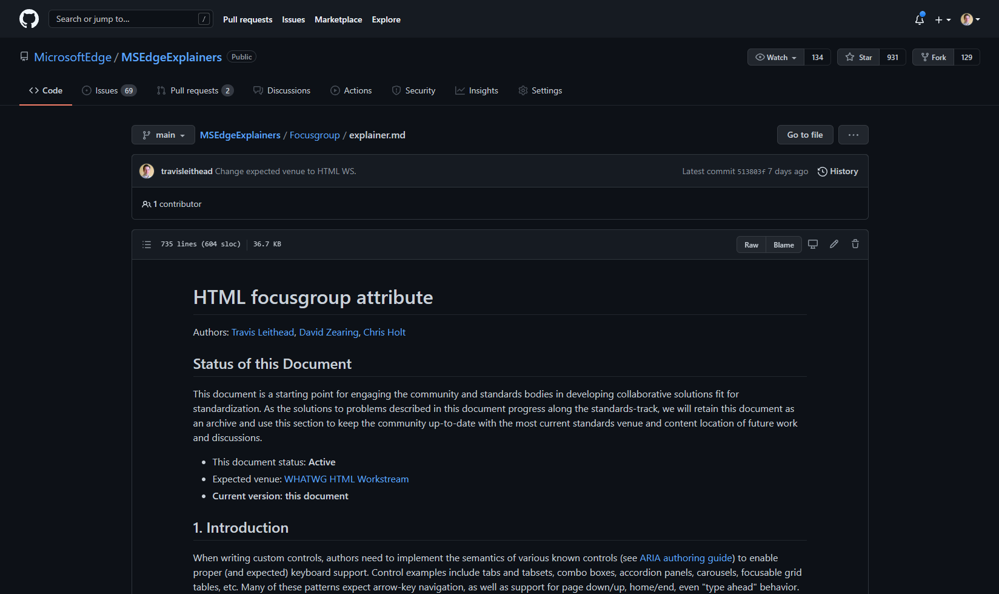 Search or jump to... /
Pull requests Issues Marketplace Explore
MicrosoftEdge / MSEdgeExplainers Public
Watch 134 Star 931 Fork 129
Code Issues 69 Pull requests 2 Discussions Actions Security Insights Settings
main MSEdgeExplainers / Focusgroup / explainer.md Go to file ...
travisleithead Change expected venue to HTML WS. Latest commit 513803f 7 days ago History
1 contributor
735 lines (604 sloc) 36.7 KB Raw Blame
HTML focusgroup attribute
Authors: Travis Leithead, David Zearing, Chris Holt
Status of this Document
This document is a starting point for engaging the community and standards bodies in developing collaborative solutions fit for
standardization. As the solutions to problems described in this document progress along the standards-track, we will retain this document as
an archive and use this section to keep the community up-to-date with the most current standards venue and content location of future work
and discussions.
• This document status: Active
• Expected venue: WHATWG HTML Workstream
• Current version: this document
1. Introduction
When writing custom controls, authors need to implement the semantics of various known controls (see ARIA authoring guide) to enable
proper (and expected) keyboard support. Control examples include tabs and tabsets, combo boxes, accordion panels, carousels, focusable grid
tables, etc. Many of these patterns expect arrow-key navigation, as well as support for page down/up, home/end, even "type ahead" behavior.